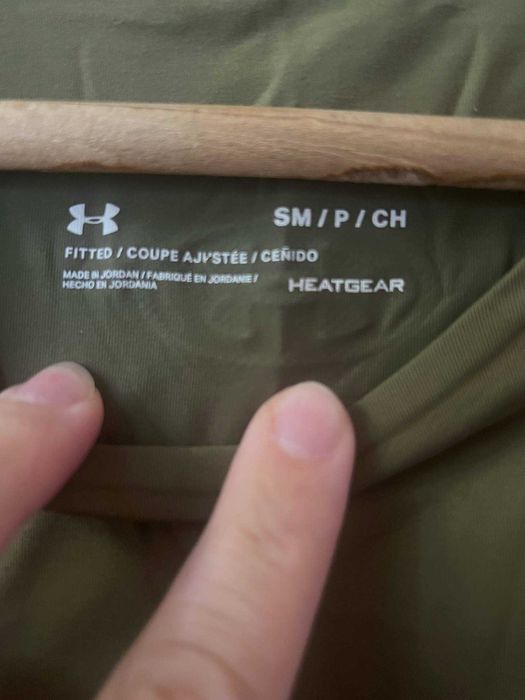 SM / P / CH
FITTED / COUPE AJUSTÉE / CEÑIDO
MADE IN JORDAN / FABRIQUÉ EN JORDANIE /
HECHO EN JORDANIA
HEATGEAR